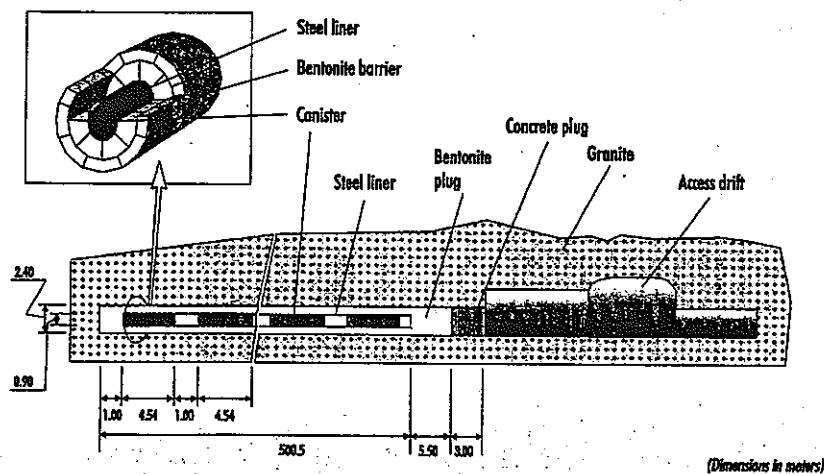 Steel liner
Bentonite barrier
Canister
Steel liner
Bentonite
plug
Concrete plug
Granite
Access drift
2.40
0.90
1.00 4.54 1.00 4.54
500.5 5.50 3.00
(Dimensions in meters)